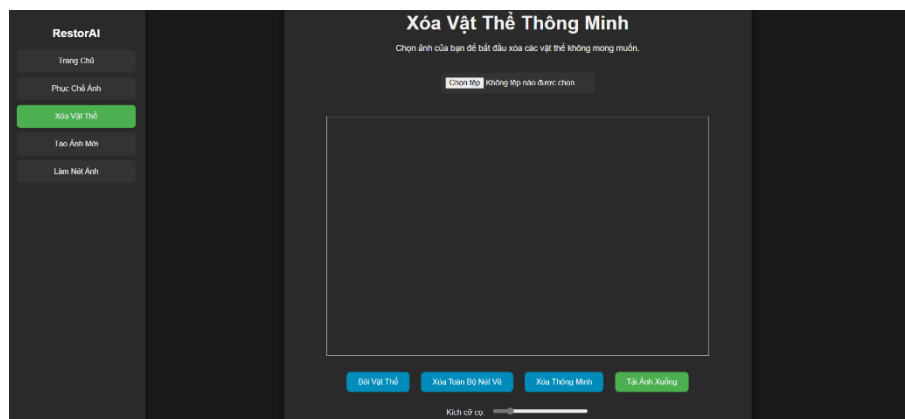 RestorAI
Trang Chủ
Phục Chế Ảnh
Xóa Vật Thể
Tạo Ảnh Mới
Làm Nét Ảnh
Xóa Vật Thể Thông Minh
Chọn ảnh của bạn để bắt đầu xóa các vật thể không mong muốn.
Chọn tệp Không tệp nào được chọn
Bôi Vật Thể Xóa Toàn Bộ Nét Vẽ Xóa Thông Minh Tải Ảnh Xuống
Kích cỡ cọ: